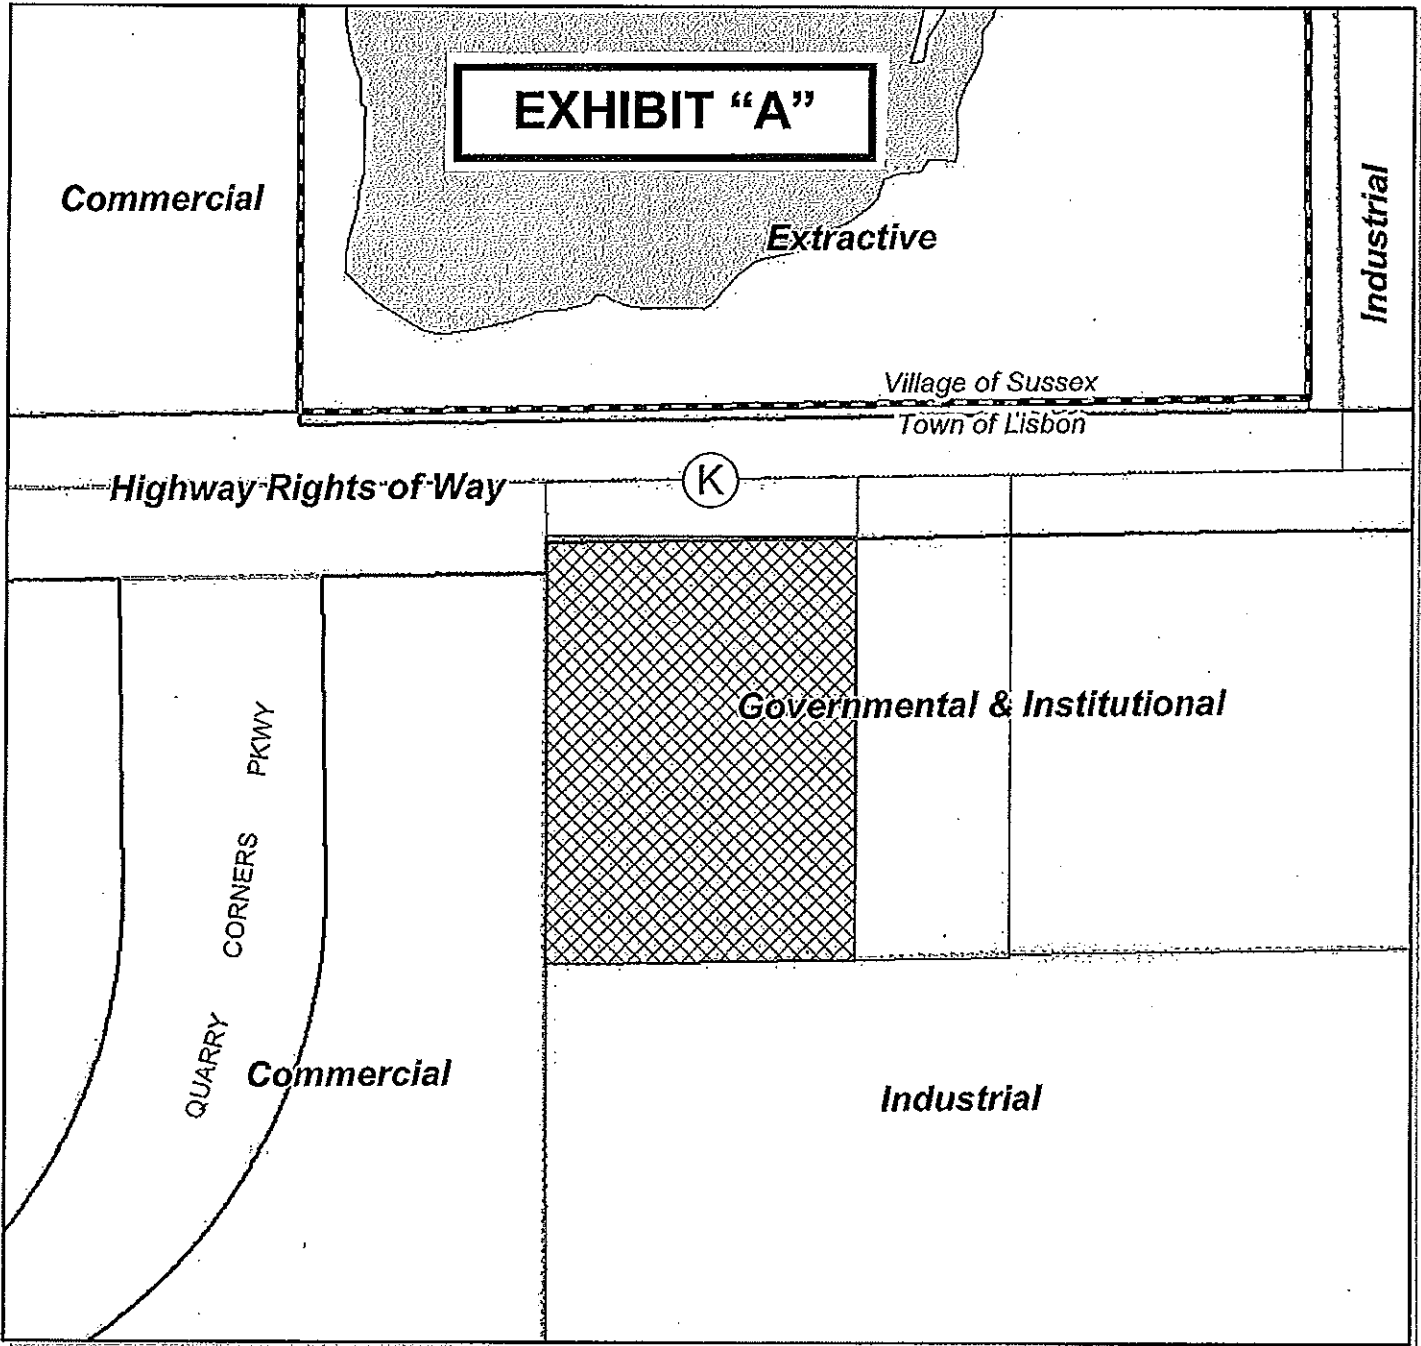 EXHIBIT “A”
Commercial
Extractive
Industrial
Village of Sussex
Town of Lisbon
Highway Rights of Way
K
Governmental & Institutional
QUARRY CORNERS PKWY
Commercial
Industrial